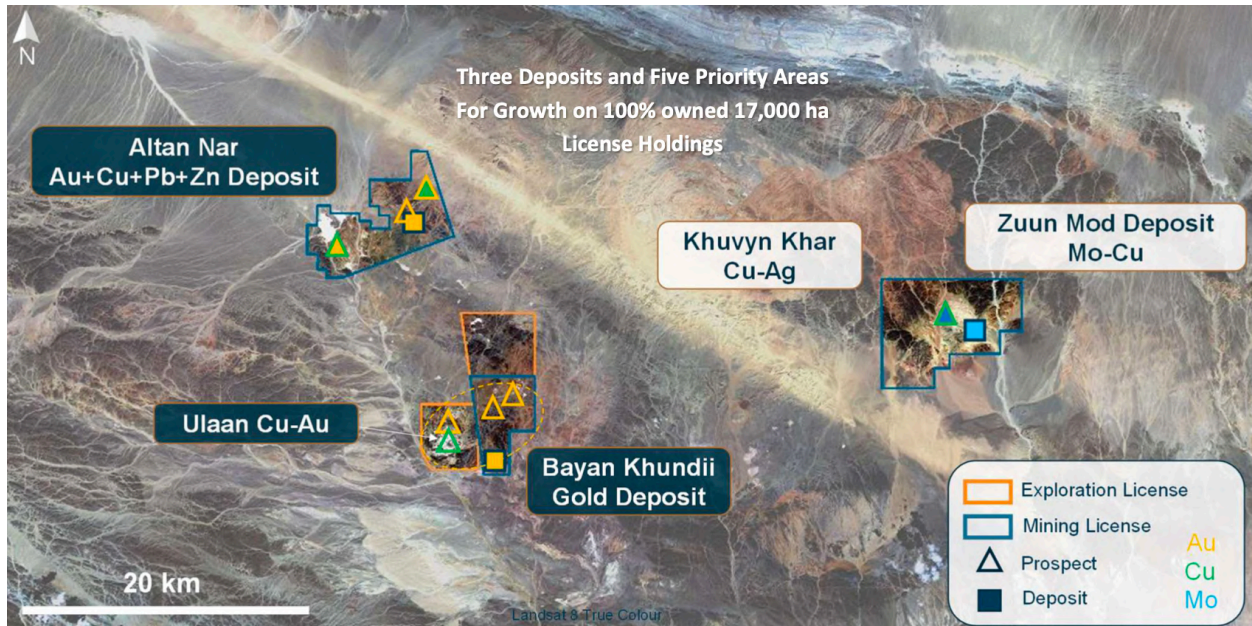 N
Three Deposits and Five Priority Areas
For Growth on 100% owned 17,000 ha
License Holdings
Altan Nar
Au+Cu+Pb+Zn Deposit
Khuvyn Khar
Cu-Ag
Zuun Mod Deposit
Mo-Cu
Ulaan Cu-Au
Bayan Khundii
Gold Deposit
Exploration License
Mining License
Prospect
Deposit
Au
Cu
Mo
20 km
Landsat 8 True Colour